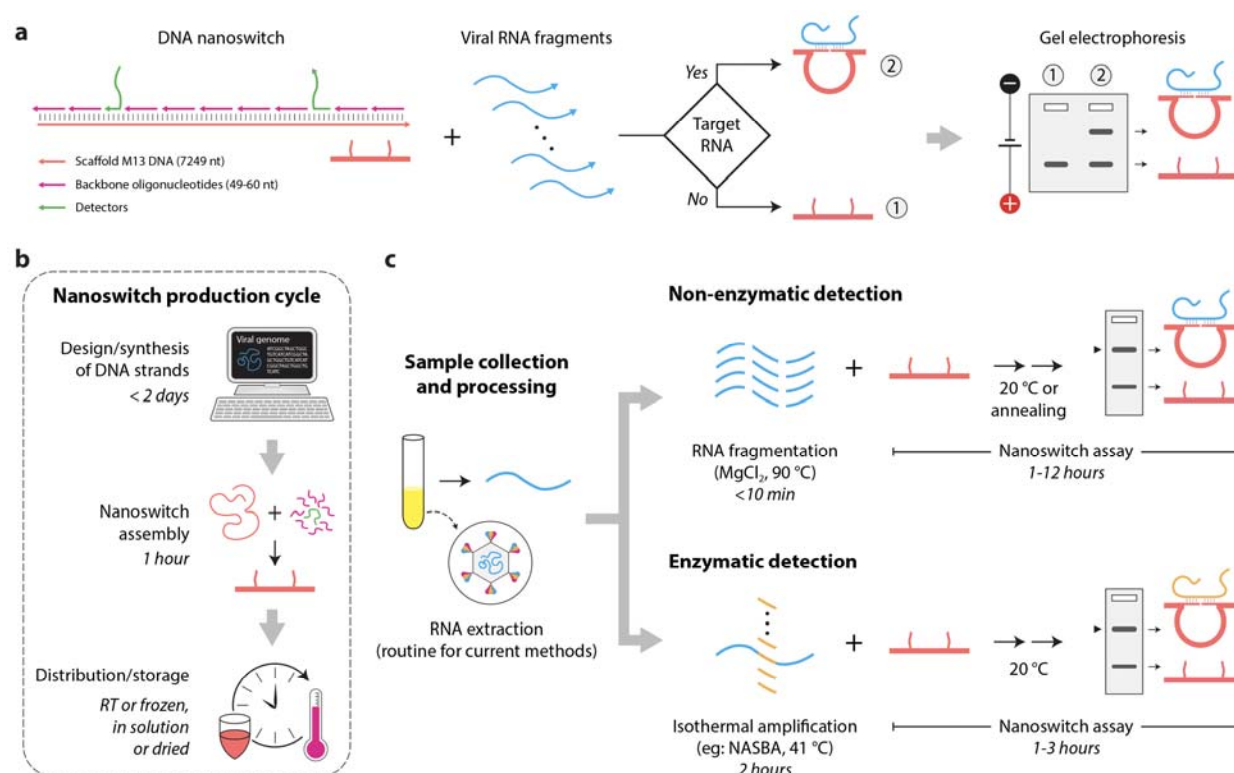 a
DNA nanoswitch
Scaffold M13 DNA (7249 nt)
Backbone oligonucleotides (49-60 nt)
Detectors
+
Viral RNA fragments
Target
RNA
Yes
②
No
①
Gel electrophoresis
① ②
−
+
b
Nanoswitch production cycle
Design/synthesis
of DNA strands
< 2 days
Viral genome
Nanoswitch
assembly
1 hour
+
Distribution/storage
RT or frozen,
in solution
or dried
c
Sample collection
and processing
RNA extraction
(routine for current methods)
Non-enzymatic detection
+
20 °C or
annealing
RNA fragmentation
(MgCl₂, 90 °C)
<10 min
Nanoswitch assay
1-12 hours
Enzymatic detection
+
20 °C
Isothermal amplification
(eg: NASBA, 41 °C)
2 hours
Nanoswitch assay
1-3 hours